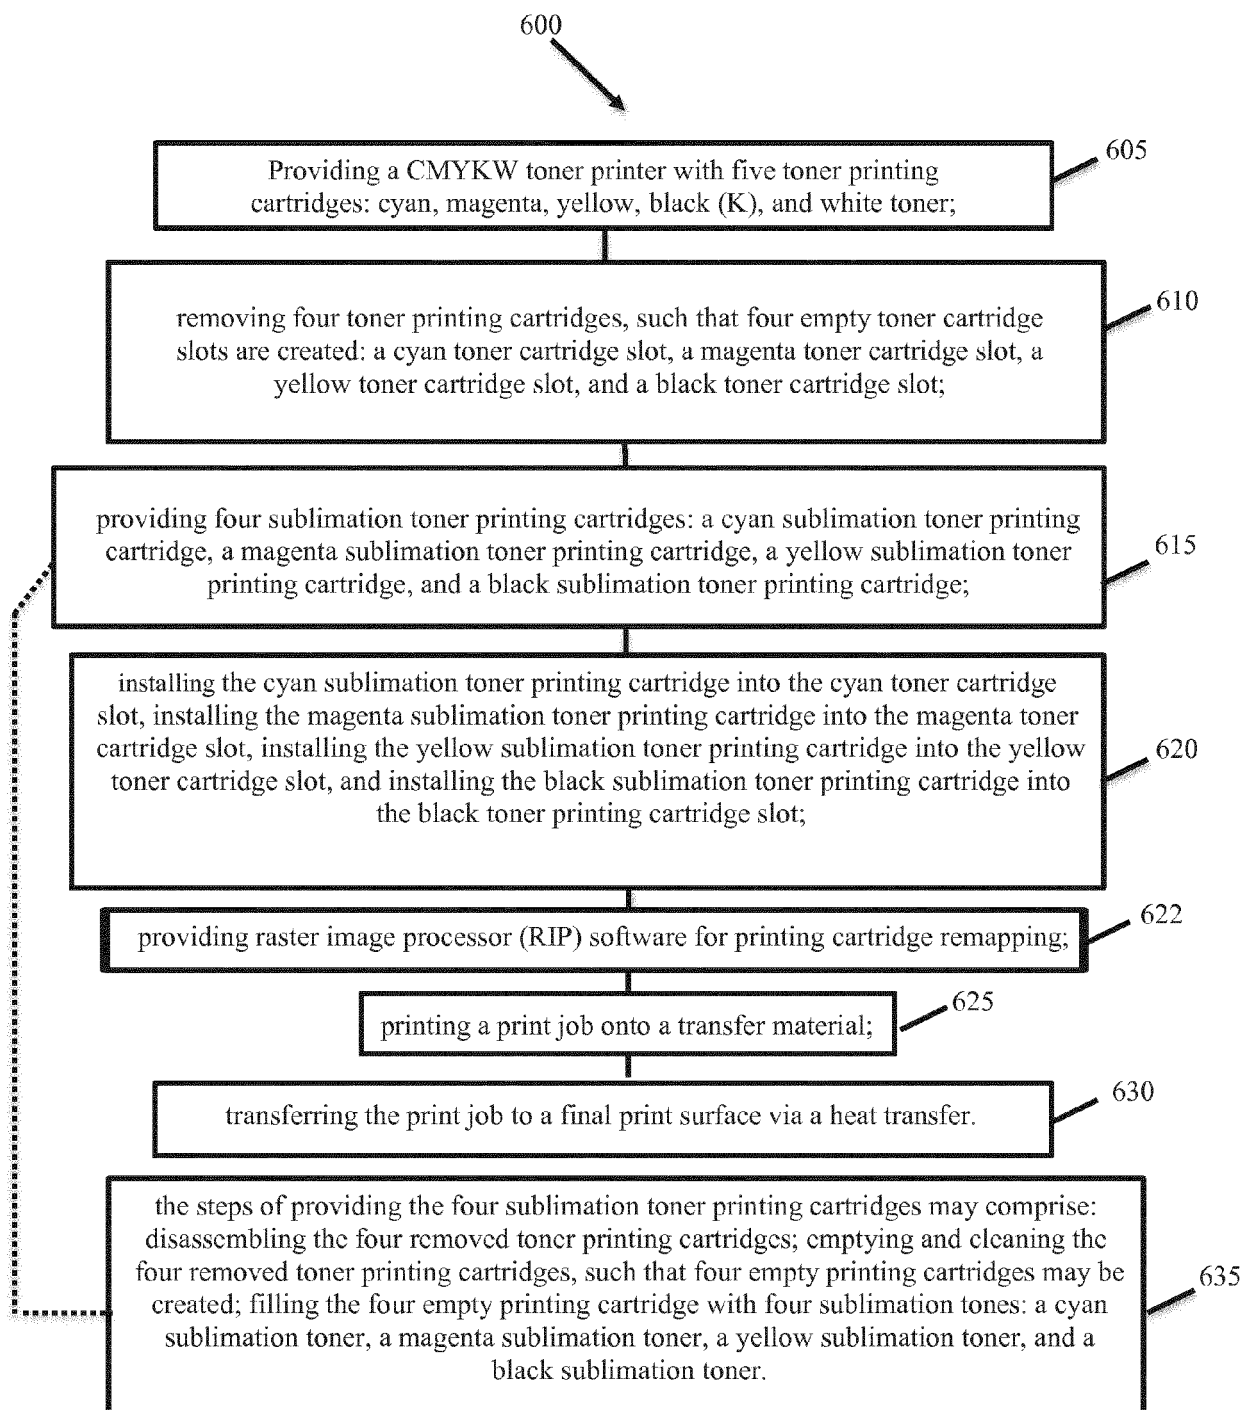 600
Providing a CMYKW toner printer with five toner printing
cartridges: cyan, magenta, yellow, black (K), and white toner;
605
removing four toner printing cartridges, such that four empty toner cartridge
slots are created: a cyan toner cartridge slot, a magenta toner cartridge slot, a
yellow toner cartridge slot, and a black toner cartridge slot;
610
providing four sublimation toner printing cartridges: a cyan sublimation toner printing
cartridge, a magenta sublimation toner printing cartridge, a yellow sublimation toner
printing cartridge, and a black sublimation toner printing cartridge;
615
installing the cyan sublimation toner printing cartridge into the cyan toner cartridge
slot, installing the magenta sublimation toner printing cartridge into the magenta toner
cartridge slot, installing the yellow sublimation toner printing cartridge into the yellow
toner cartridge slot, and installing the black sublimation toner printing cartridge into
the black toner printing cartridge slot;
620
providing raster image processor (RIP) software for printing cartridge remapping;
622
printing a print job onto a transfer material;
625
transferring the print job to a final print surface via a heat transfer.
630
the steps of providing the four sublimation toner printing cartridges may comprise:
disassembling the four removed toner printing cartridges; emptying and cleaning the
four removed toner printing cartridges, such that four empty printing cartridges may be
created; filling the four empty printing cartridge with four sublimation tones: a cyan
sublimation toner, a magenta sublimation toner, a yellow sublimation toner, and a
black sublimation toner.
635